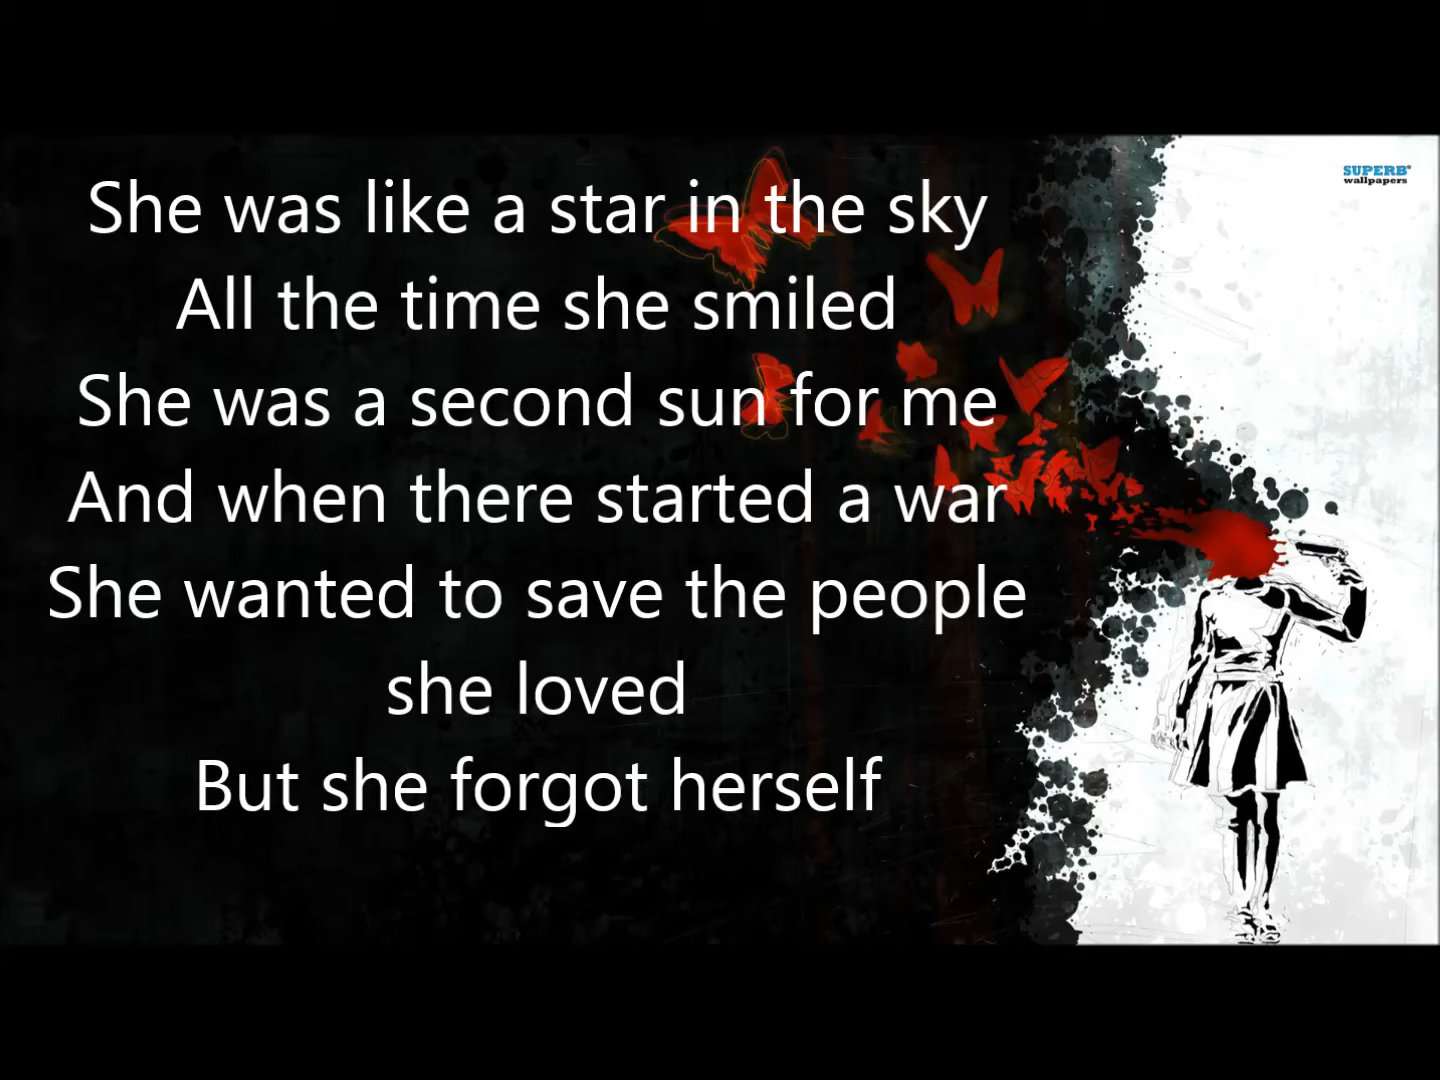 She was like a star in the sky
All the time she smiled
She was a second sun for me
And when there started a war
She wanted to save the people
she loved
But she forgot herself
SUPERB®
wallpapers